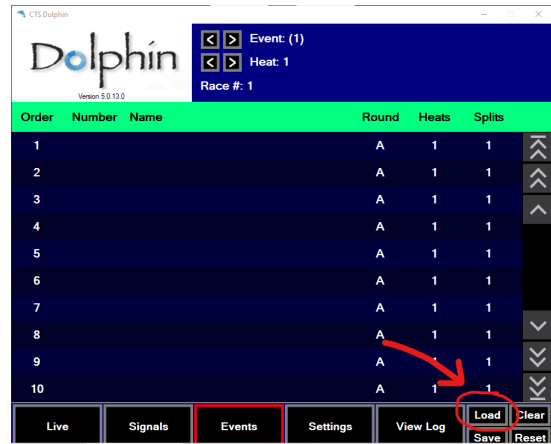 CTS Dolphin
Dolphin
Version 5.0.13.0
Event: (1)
Heat: 1
Race #: 1
Order Number Name Round Heats Splits
1 A 1 1
2 A 1 1
3 A 1 1
4 A 1 1
5 A 1 1
6 A 1 1
7 A 1 1
8 A 1 1
9 A 1 1
10 A 1 1
Live Signals Events Settings View Log Load Clear
Save Reset